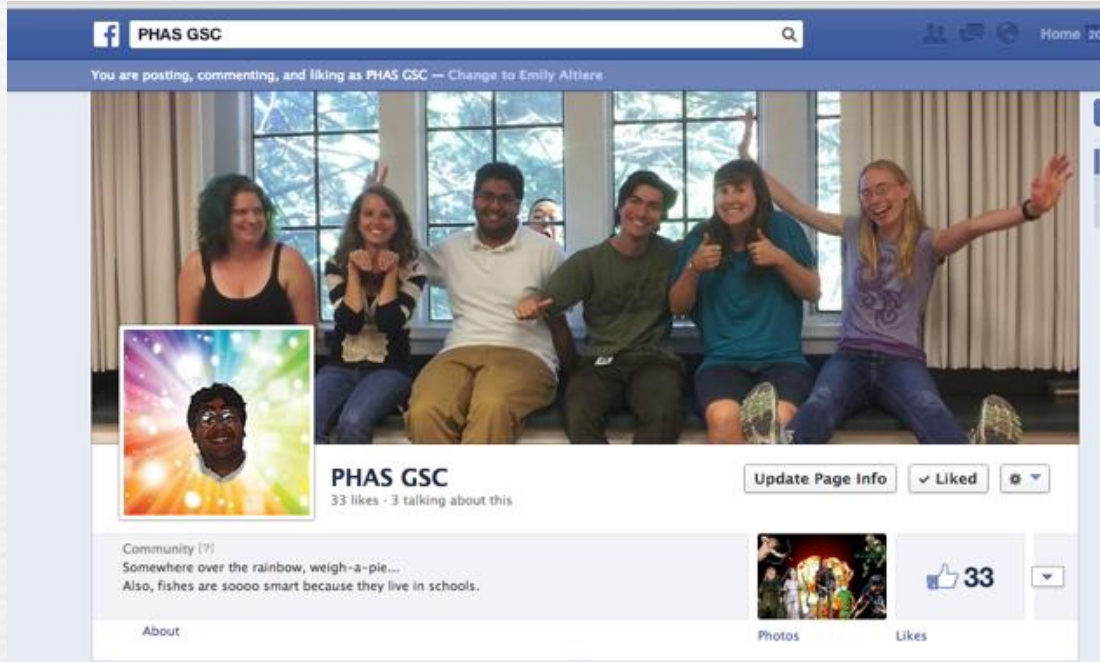 f PHAS GSC Home 20
You are posting, commenting, and liking as PHAS GSC — Change to Emily Altiere
PHAS GSC
33 likes · 3 talking about this
Update Page Info ✓ Liked
Community [?]
Somewhere over the rainbow, weigh-a-pie...
Also, fishes are soooo smart because they live in schools.
33
About
Photos
Likes